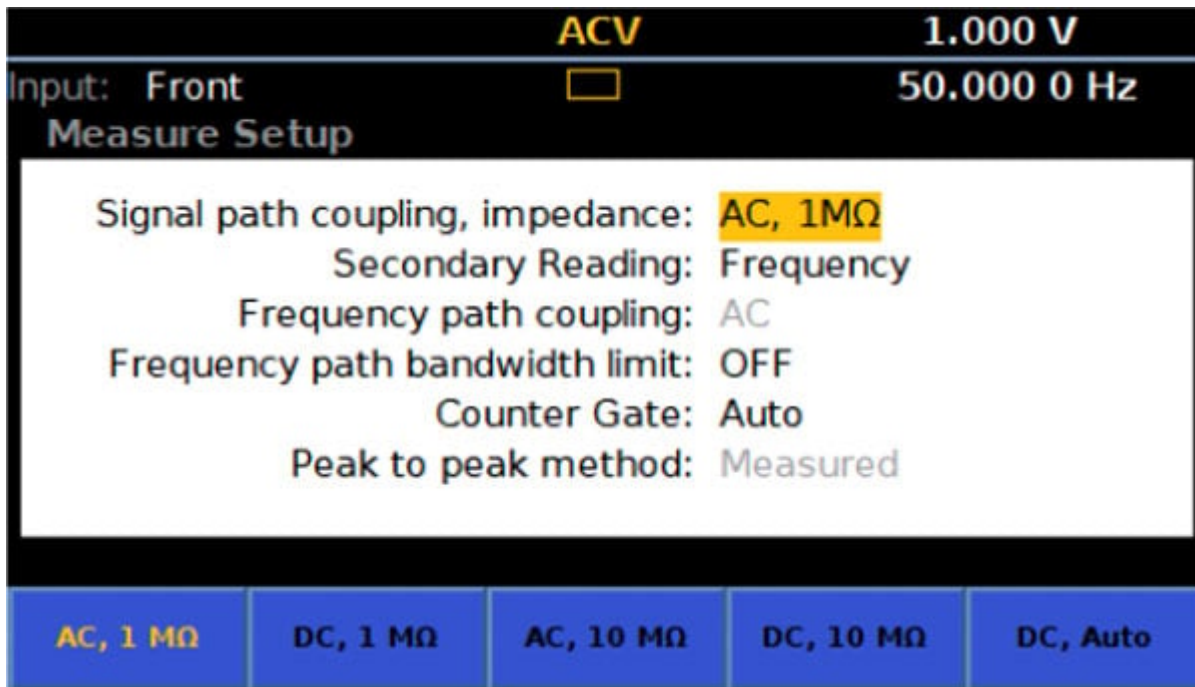 ACV 1.000 V
Input: Front 50.000 0 Hz
Measure Setup
Signal path coupling, impedance: AC, 1MΩ
Secondary Reading: Frequency
Frequency path coupling: AC
Frequency path bandwidth limit: OFF
Counter Gate: Auto
Peak to peak method: Measured
AC, 1 MΩ DC, 1 MΩ AC, 10 MΩ DC, 10 MΩ DC, Auto